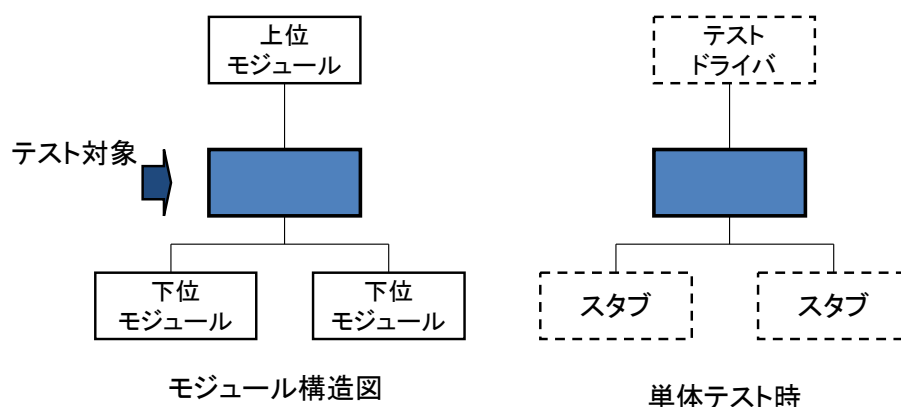 上位
モジュール
テスト対象
下位
モジュール
下位
モジュール
モジュール構造図
テスト
ドライバ
スタブ
スタブ
単体テスト時